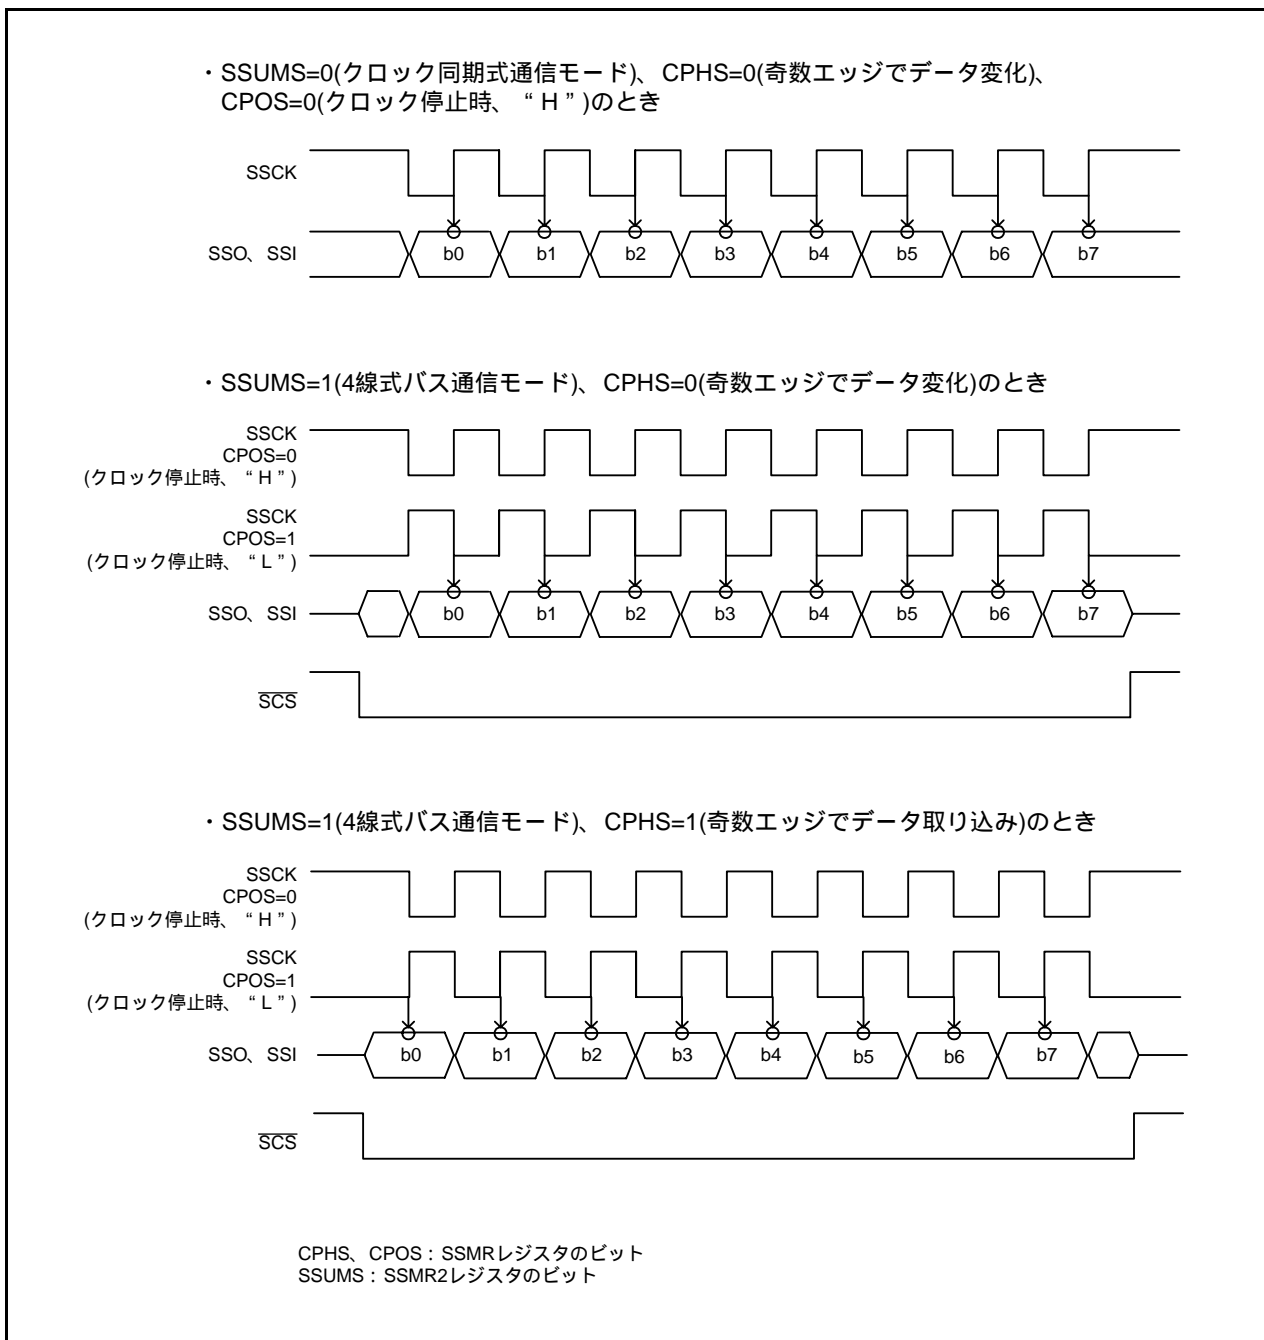 ・SSUMS=0(クロック同期式通信モード)、CPHS=0(奇数エッジでデータ変化)、
CPOS=0(クロック停止時、“H”)のとき
SSCK
SSO、SSI b0 b1 b2 b3 b4 b5 b6 b7
・SSUMS=1(4線式バス通信モード)、CPHS=0(奇数エッジでデータ変化)のとき
SSCK
CPOS=0
(クロック停止時、“H”)
SSCK
CPOS=1
(クロック停止時、“L”)
SSO、SSI b0 b1 b2 b3 b4 b5 b6 b7
SCS
・SSUMS=1(4線式バス通信モード)、CPHS=1(奇数エッジでデータ取り込み)のとき
SSCK
CPOS=0
(クロック停止時、“H”)
SSCK
CPOS=1
(クロック停止時、“L”)
SSO、SSI b0 b1 b2 b3 b4 b5 b6 b7
SCS
CPHS、CPOS：SSMRレジスタのビット
SSUMS：SSMR2レジスタのビット